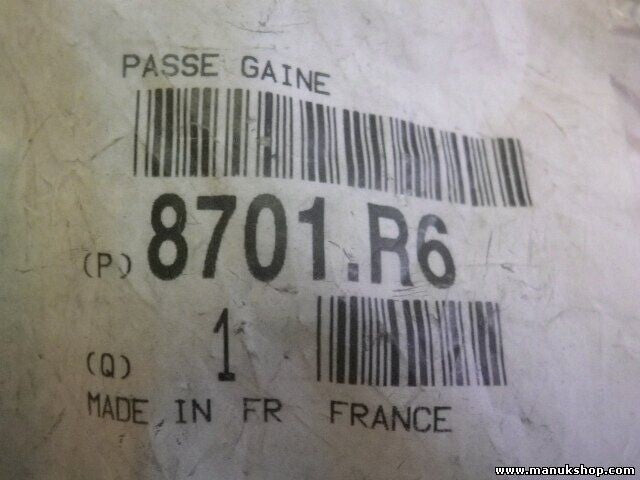 PASSE GAINE
(P) 8701.R6
(Q) 1
MADE IN FR FRANCE
www.manukshop.com